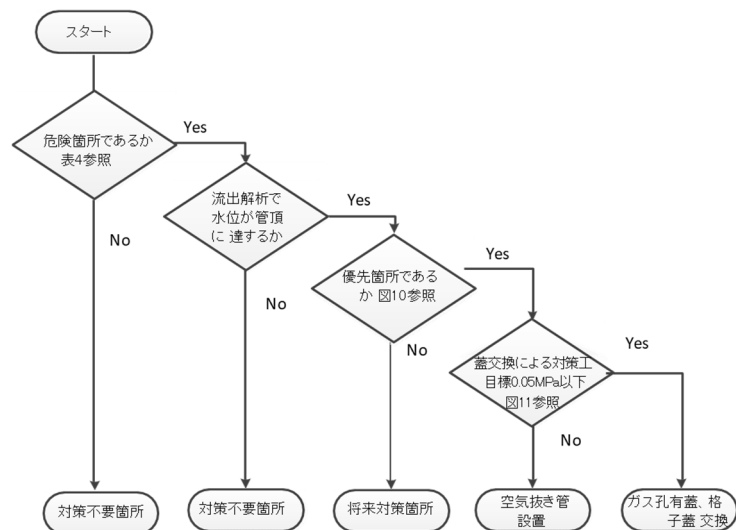 スタート
危険箇所であるか
表4参照
Yes
No
流出解析で
水位が管頂
に 達するか
Yes
No
優先箇所である
か 図10参照
Yes
No
蓋交換による対策工
目標0.05MPa以下
図11参照
Yes
No
対策不要箇所
対策不要箇所
将来対策箇所
空気抜き管
設置
ガス孔有蓋、格
子蓋 交換